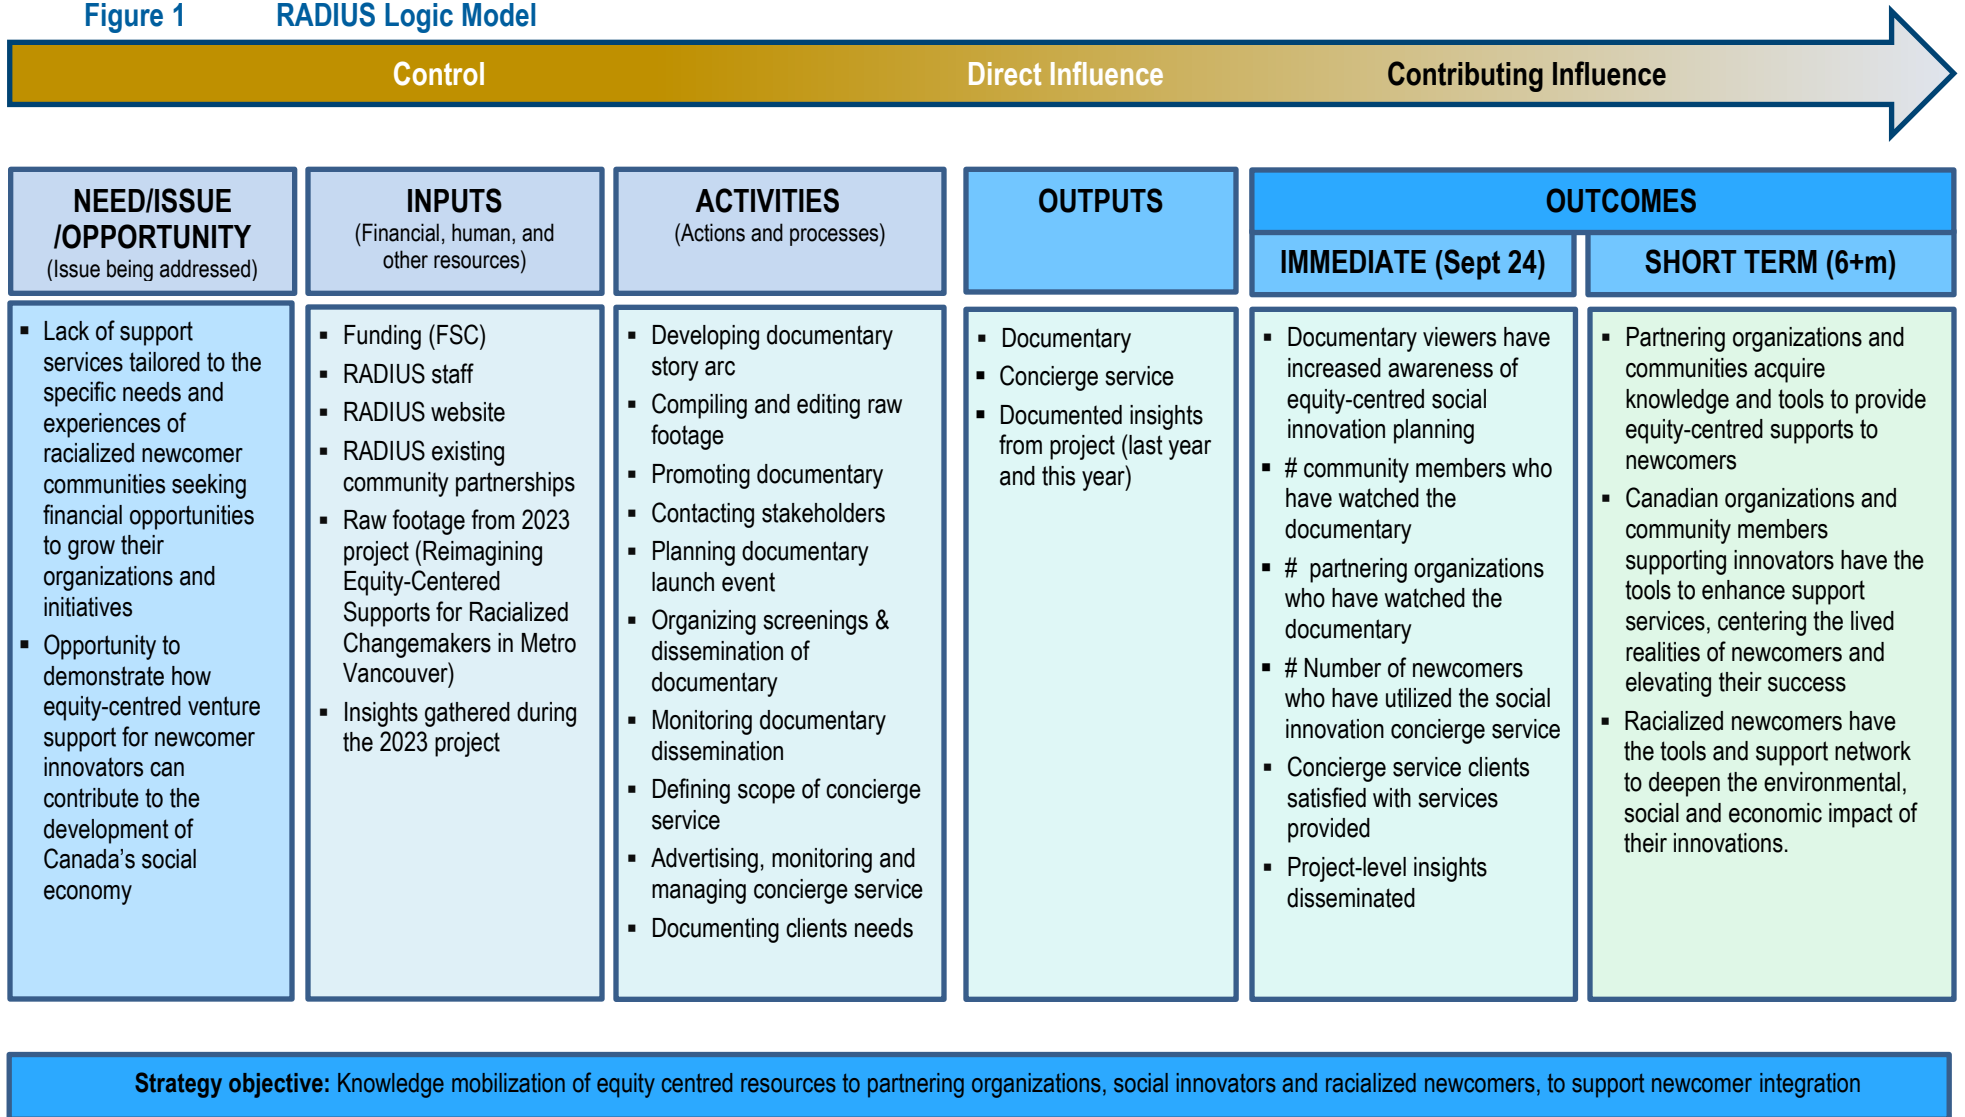 Figure 1 RADIUS Logic Model
Control Direct Influence Contributing Influence
NEED/ISSUE
/OPPORTUNITY
(Issue being addressed)
▪ Lack of support
services tailored to the
specific needs and
experiences of
racialized newcomer
communities seeking
financial opportunities
to grow their
organizations and
initiatives
▪ Opportunity to
demonstrate how
equity-centred venture
support for newcomer
innovators can
contribute to the
development of
Canada’s social
economy
INPUTS
(Financial, human, and
other resources)
▪ Funding (FSC)
▪ RADIUS staff
▪ RADIUS website
▪ RADIUS existing
community partnerships
▪ Raw footage from 2023
project (Reimagining
Equity-Centered
Supports for Racialized
Changemakers in Metro
Vancouver)
▪ Insights gathered during
the 2023 project
ACTIVITIES
(Actions and processes)
▪ Developing documentary
story arc
▪ Compiling and editing raw
footage
▪ Promoting documentary
▪ Contacting stakeholders
▪ Planning documentary
launch event
▪ Organizing screenings &
dissemination of
documentary
▪ Monitoring documentary
dissemination
▪ Defining scope of concierge
service
▪ Advertising, monitoring and
managing concierge service
▪ Documenting clients needs
OUTPUTS
▪ Documentary
▪ Concierge service
▪ Documented insights
from project (last year
and this year)
OUTCOMES
IMMEDIATE (Sept 24)
▪ Documentary viewers have
increased awareness of
equity-centred social
innovation planning
▪ # community members who
have watched the
documentary
▪ # partnering organizations
who have watched the
documentary
▪ # Number of newcomers
who have utilized the social
innovation concierge service
▪ Concierge service clients
satisfied with services
provided
▪ Project-level insights
disseminated
SHORT TERM (6+m)
▪ Partnering organizations and
communities acquire
knowledge and tools to provide
equity-centred supports to
newcomers
▪ Canadian organizations and
community members
supporting innovators have the
tools to enhance support
services, centering the lived
realities of newcomers and
elevating their success
▪ Racialized newcomers have
the tools and support network
to deepen the environmental,
social and economic impact of
their innovations.
Strategy objective: Knowledge mobilization of equity centred resources to partnering organizations, social innovators and racialized newcomers, to support newcomer integration